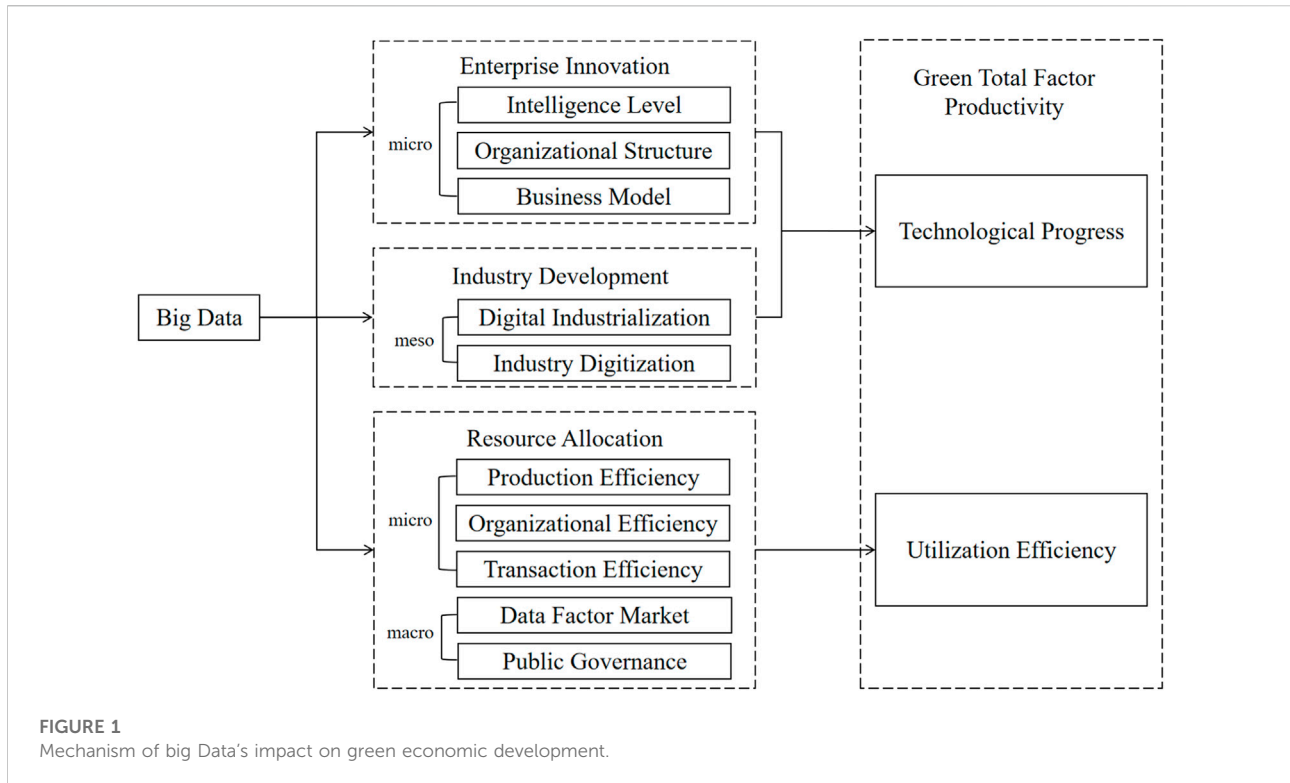 Big Data
Enterprise Innovation
micro
Intelligence Level
Organizational Structure
Business Model
Industry Development
meso
Digital Industrialization
Industry Digitization
Resource Allocation
micro
Production Efficiency
Organizational Efficiency
Transaction Efficiency
macro
Data Factor Market
Public Governance
Green Total Factor
Productivity
Technological Progress
Utilization Efficiency
FIGURE 1
Mechanism of big Data's impact on green economic development.